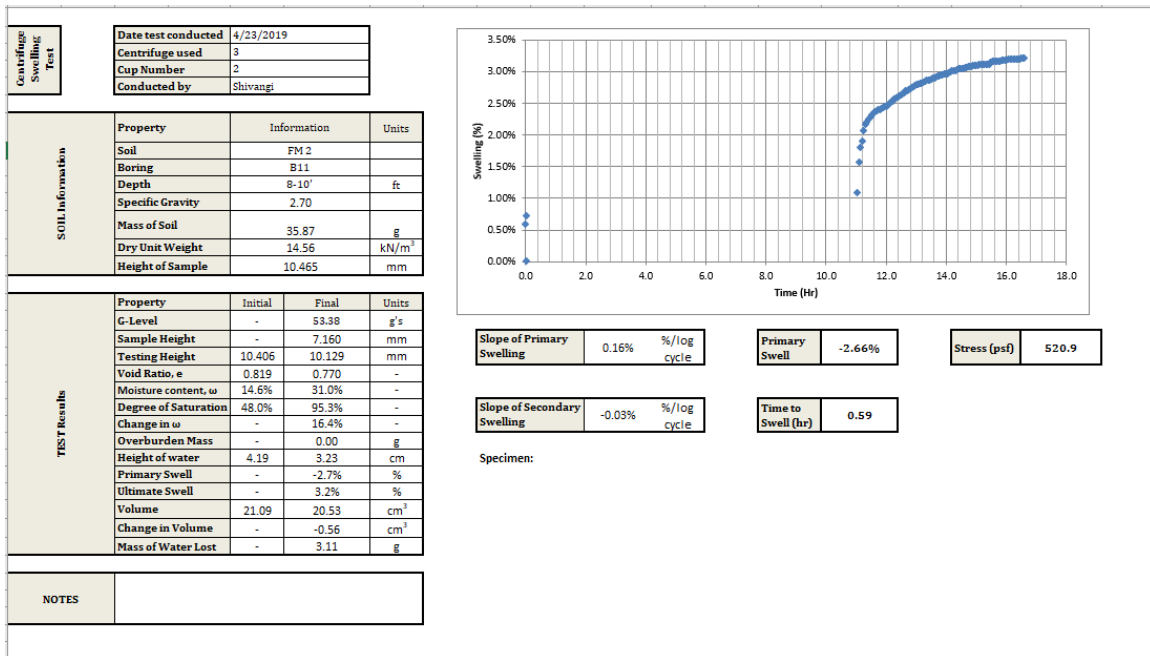 Centrifuge
Swelling
Test
Date test conducted 4/23/2019
Centrifuge used 3
Cup Number 2
Conducted by Shivangi
SOIL Information
Property Information Units
Soil FM 2
Boring B11
Depth 8-10' ft
Specific Gravity 2.70
Mass of Soil 35.87 g
Dry Unit Weight 14.56 kN/m³
Height of Sample 10.465 mm
TEST Results
Property Initial Final Units
G-Level - 53.38 g's
Sample Height - 7.160 mm
Testing Height 10.406 10.129 mm
Void Ratio, e 0.819 0.770 -
Moisture content, ω 14.6% 31.0% -
Degree of Saturation 48.0% 95.3% -
Change in ω - 16.4% -
Overburden Mass - 0.00 g
Height of water 4.19 3.23 cm
Primary Swell - -2.7% %
Ultimate Swell - 3.2% %
Volume 21.09 20.53 cm³
Change in Volume - -0.56 cm³
Mass of Water Lost - 3.11 g
NOTES
3.50%
3.00%
2.50%
2.00%
1.50%
1.00%
0.50%
0.00%
Swelling (%)
0.0 2.0 4.0 6.0 8.0 10.0 12.0 14.0 16.0 18.0
Time (Hr)
Slope of Primary
Swelling
0.16%
%/log
cycle
Primary
Swell
-2.66%
Stress (psf) 520.9
Slope of Secondary
Swelling
-0.03%
%/log
cycle
Time to
Swell (hr)
0.59
Specimen: